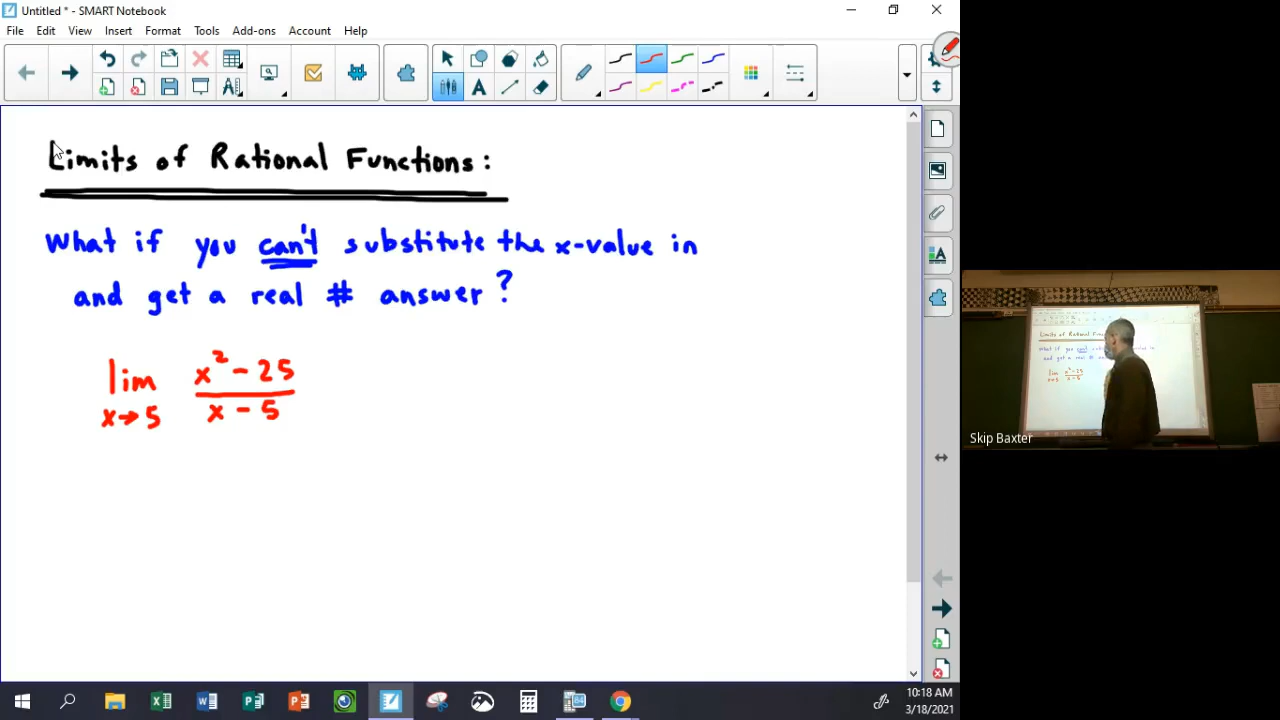 Untitled * - SMART Notebook
File Edit View Insert Format Tools Add-ons Account Help
Limits of Rational Functions:
What if you can't substitute the x-value in
and get a real # answer?
lim x² - 25
x→5 x - 5
Skip Baxter
10:18 AM
3/18/2021